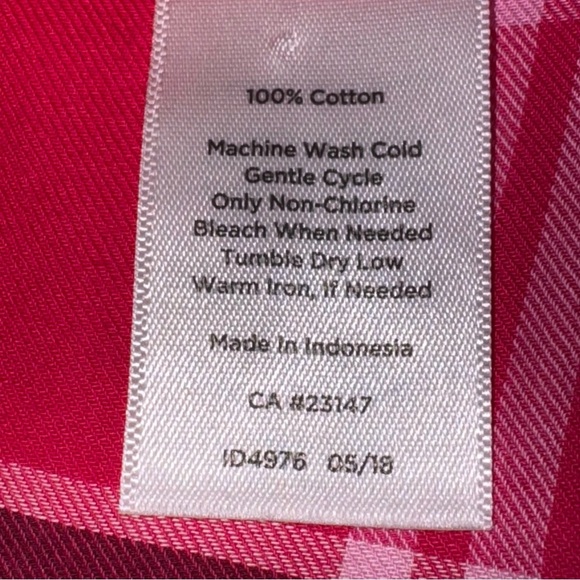 100% Cotton
Machine Wash Cold
Gentle Cycle
Only Non-Chlorine
Bleach When Needed
Tumble Dry Low
Warm Iron, If Needed
Made In Indonesia
CA #23147
ID4976 05/18